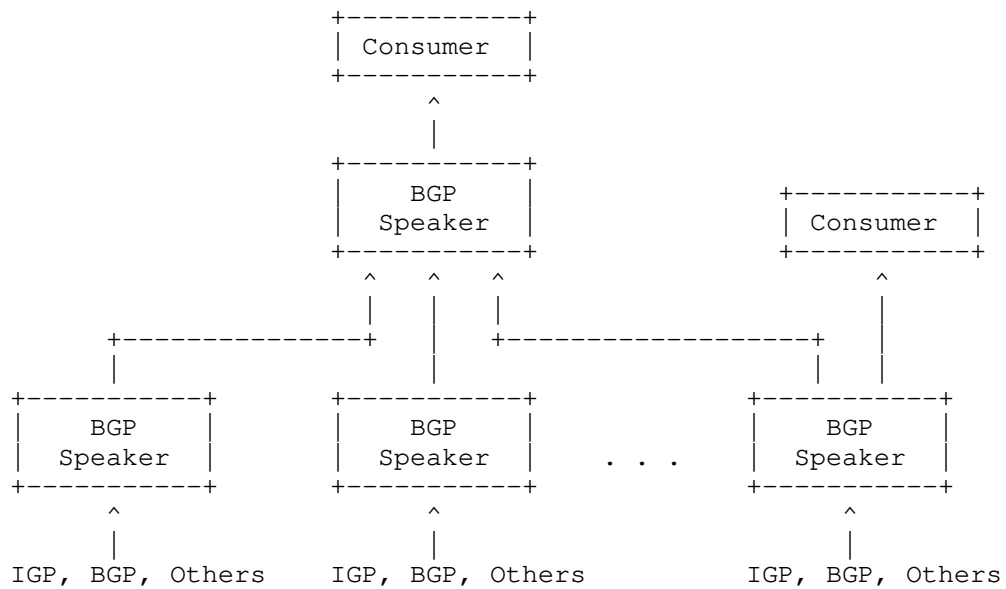 Consumer
BGP
Speaker
Consumer
BGP
Speaker
BGP
Speaker
. . .
BGP
Speaker
IGP, BGP, Others
IGP, BGP, Others
IGP, BGP, Others